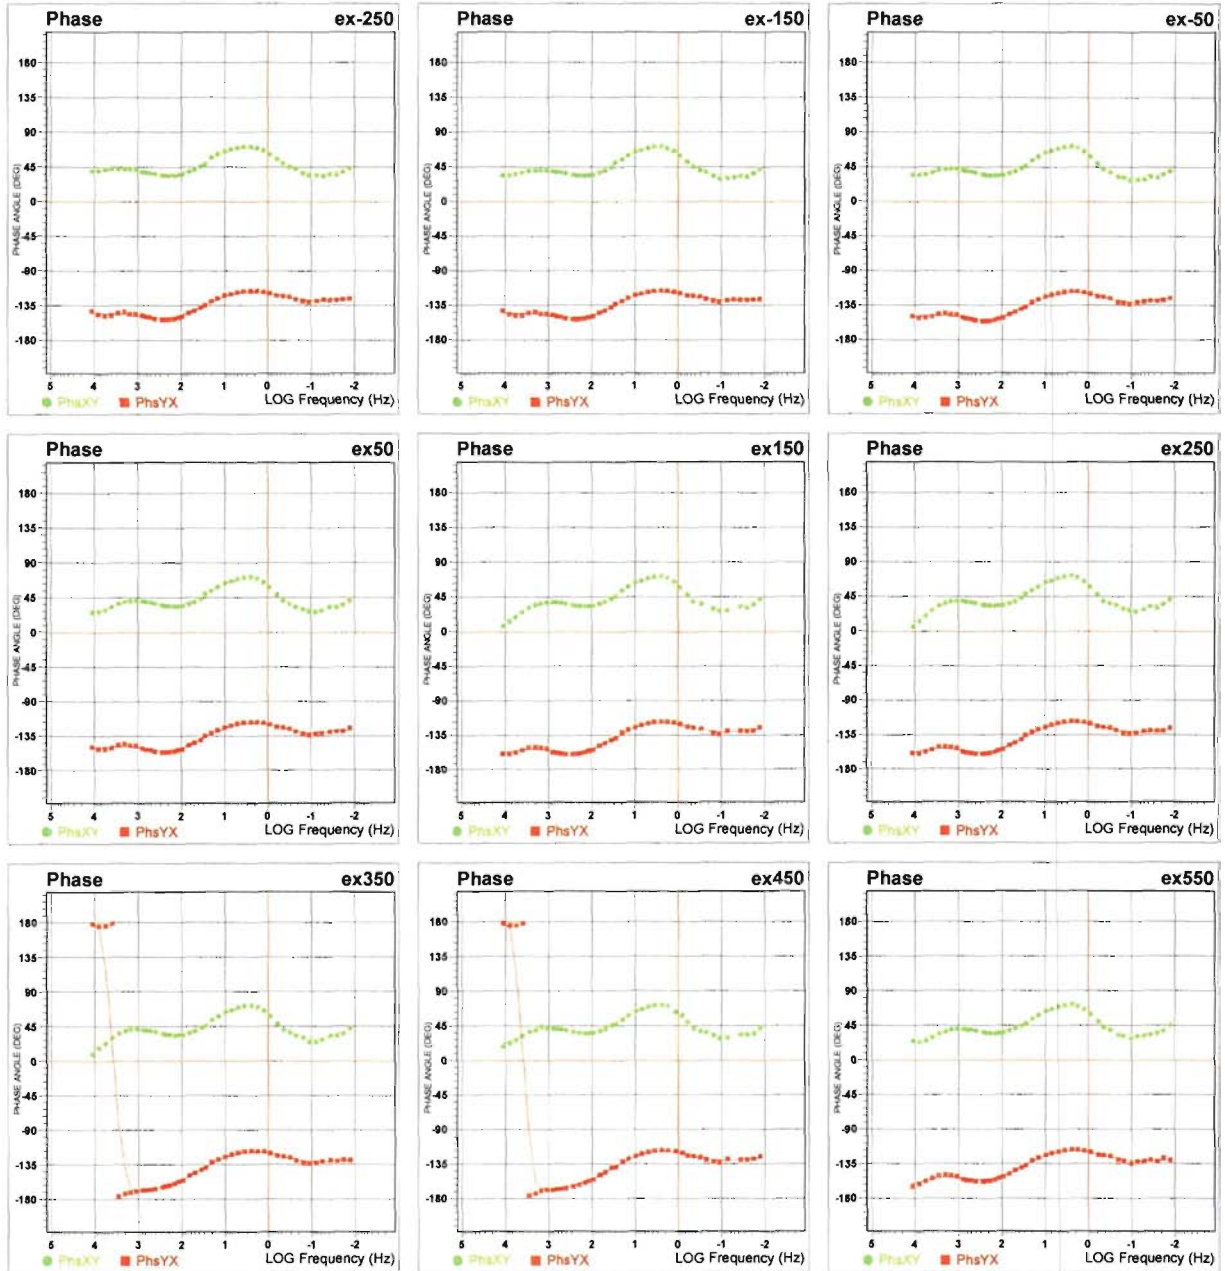 Phase ex-250
180
135
90
45
0
-45
-90
-135
-180
PHASE ANGLE (DEG)
5 4 3 2 1 0 -1 -2
PhsXY PhsYX LOG Frequency (Hz)
Phase ex-150
180
135
90
45
0
-45
-90
-135
-180
PHASE ANGLE (DEG)
5 4 3 2 1 0 -1 -2
PhsXY PhsYX LOG Frequency (Hz)
Phase ex-50
180
135
90
45
0
-45
-90
-135
-180
PHASE ANGLE (DEG)
5 4 3 2 1 0 -1 -2
PhsXY PhsYX LOG Frequency (Hz)
Phase ex50
180
135
90
45
0
-45
-90
-135
-180
PHASE ANGLE (DEG)
5 4 3 2 1 0 -1 -2
PhsXY PhsYX LOG Frequency (Hz)
Phase ex150
180
135
90
45
0
-45
-90
-135
-180
PHASE ANGLE (DEG)
5 4 3 2 1 0 -1 -2
PhsXY PhsYX LOG Frequency (Hz)
Phase ex250
180
135
90
45
0
-45
-90
-135
-180
PHASE ANGLE (DEG)
5 4 3 2 1 0 -1 -2
PhsXY PhsYX LOG Frequency (Hz)
Phase ex350
180
135
90
45
0
-45
-90
-135
-180
PHASE ANGLE (DEG)
5 4 3 2 1 0 -1 -2
PhsXY PhsYX LOG Frequency (Hz)
Phase ex450
180
135
90
45
0
-45
-90
-135
-180
PHASE ANGLE (DEG)
5 4 3 2 1 0 -1 -2
PhsXY PhsYX LOG Frequency (Hz)
Phase ex550
180
135
90
45
0
-45
-90
-135
-180
PHASE ANGLE (DEG)
5 4 3 2 1 0 -1 -2
PhsXY PhsYX LOG Frequency (Hz)